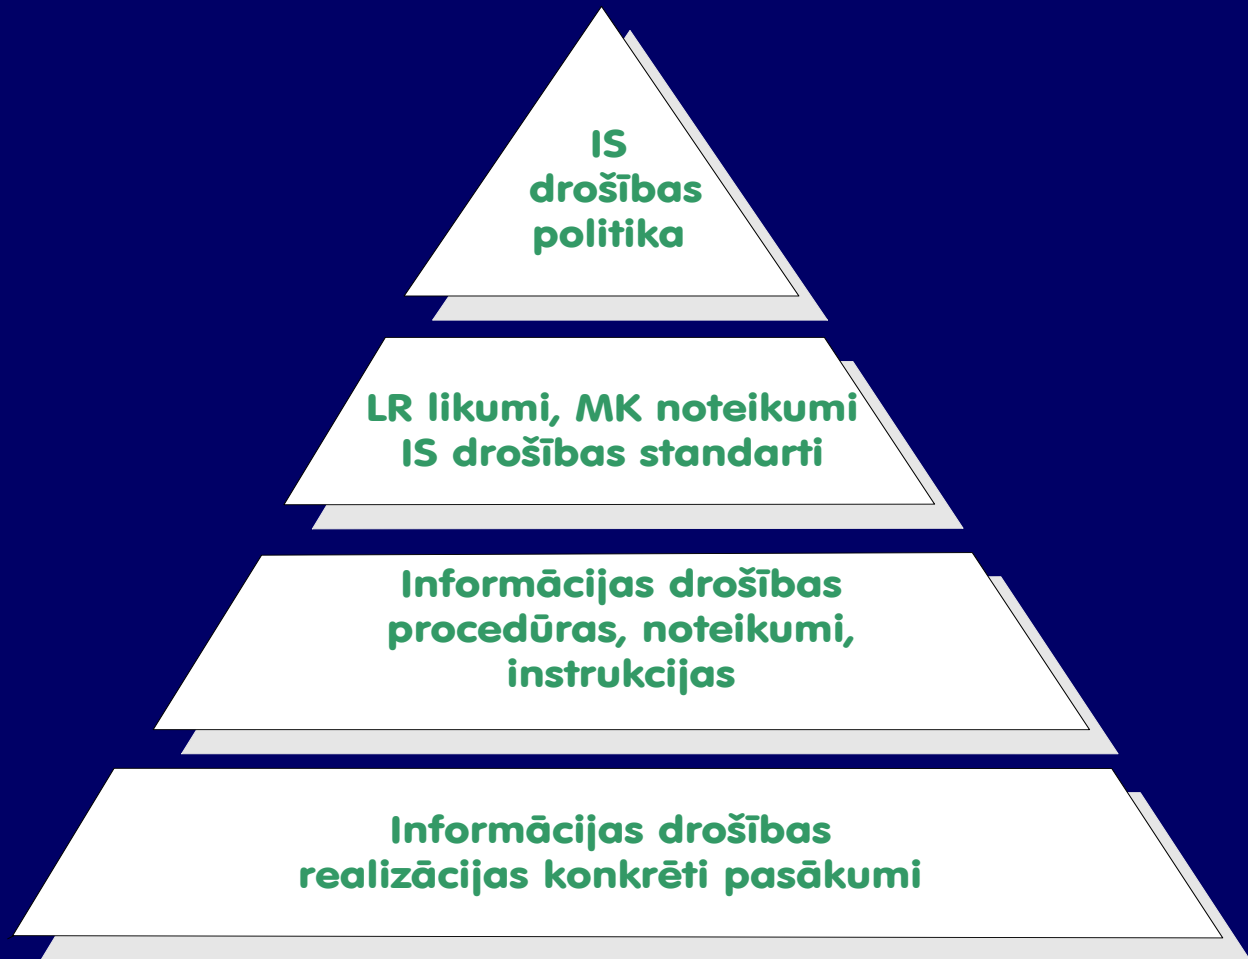 IS
drošības
politika
LR likumi, MK noteikumi
IS drošības standarti
Informācijas drošības
procedūras, noteikumi,
instrukcijas
Informācijas drošības
realizācijas konkrēti pasākumi